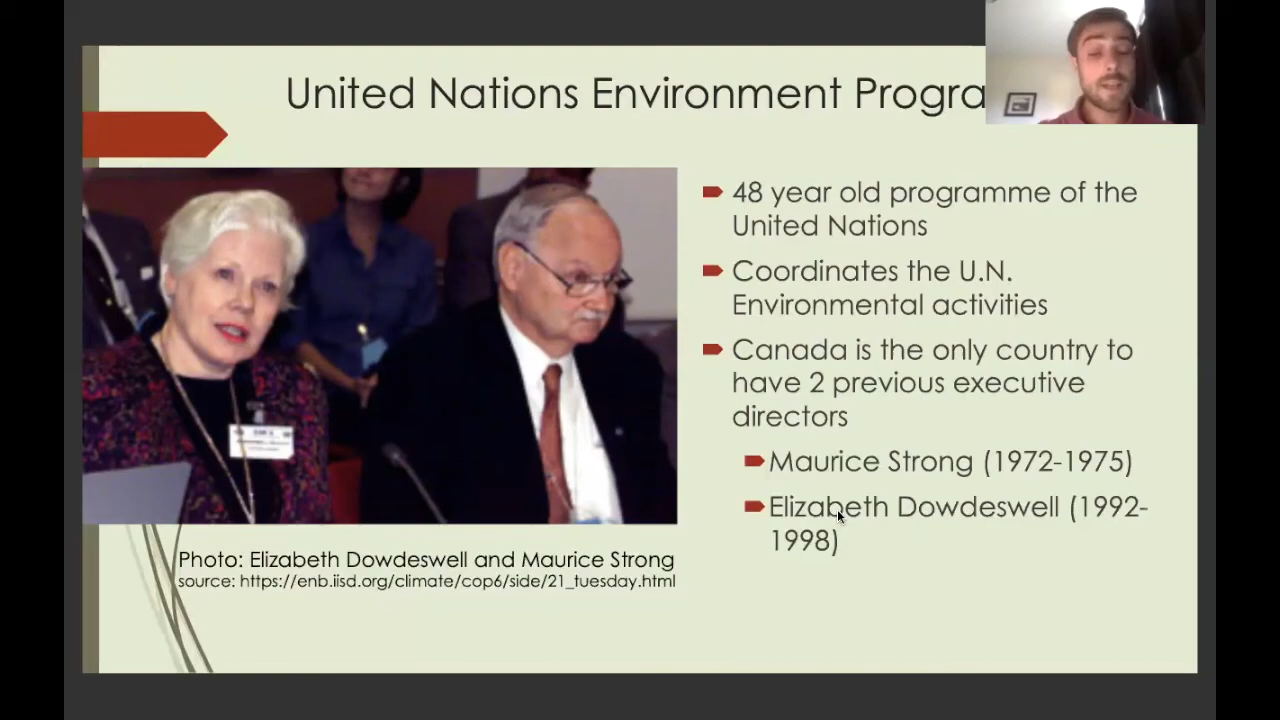 United Nations Environment Progra
48 year old programme of the
United Nations
Coordinates the U.N.
Environmental activities
Canada is the only country to
have 2 previous executive
directors
Maurice Strong (1972-1975)
Elizabeth Dowdeswell (1992-
1998)
Photo: Elizabeth Dowdeswell and Maurice Strong
source: https://enb.iisd.org/climate/cop6/side/21_tuesday.html